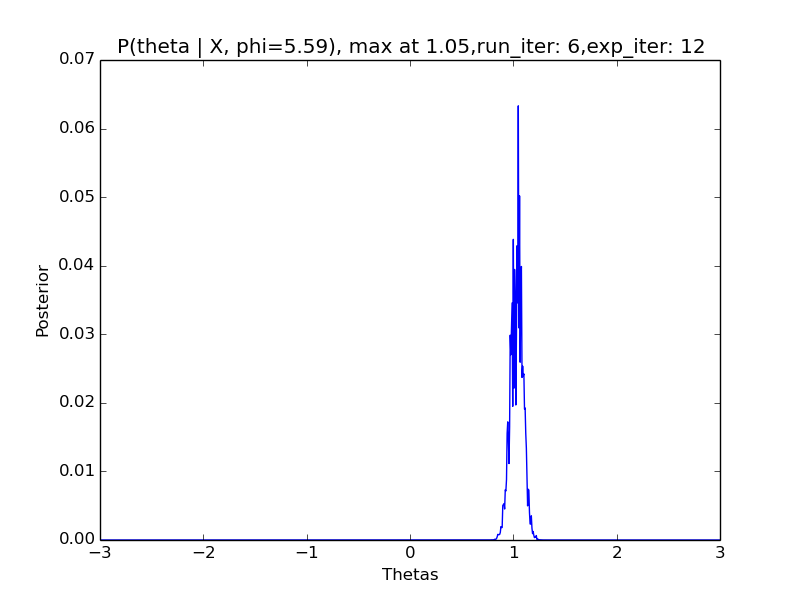 P(theta | X, phi=5.59), max at 1.05,run_iter: 6,exp_iter: 12
0.07
0.06
0.05
0.04
0.03
0.02
0.01
0.00
Posterior
−3 −2 −1 0 1 2 3
Thetas